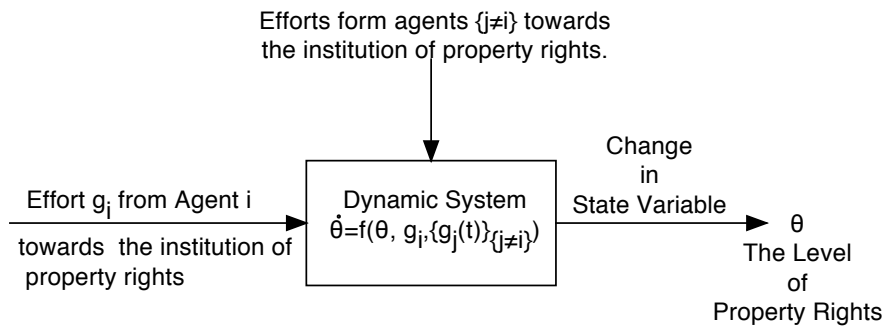 Efforts form agents {j≠i} towards
the institution of property rights.
Effort g_i from Agent i
towards the institution of
property rights
Dynamic System
θ̇=f(θ, g_i,{g_j(t)}_{j≠i})
Change
in
State Variable
θ
The Level
of
Property Rights